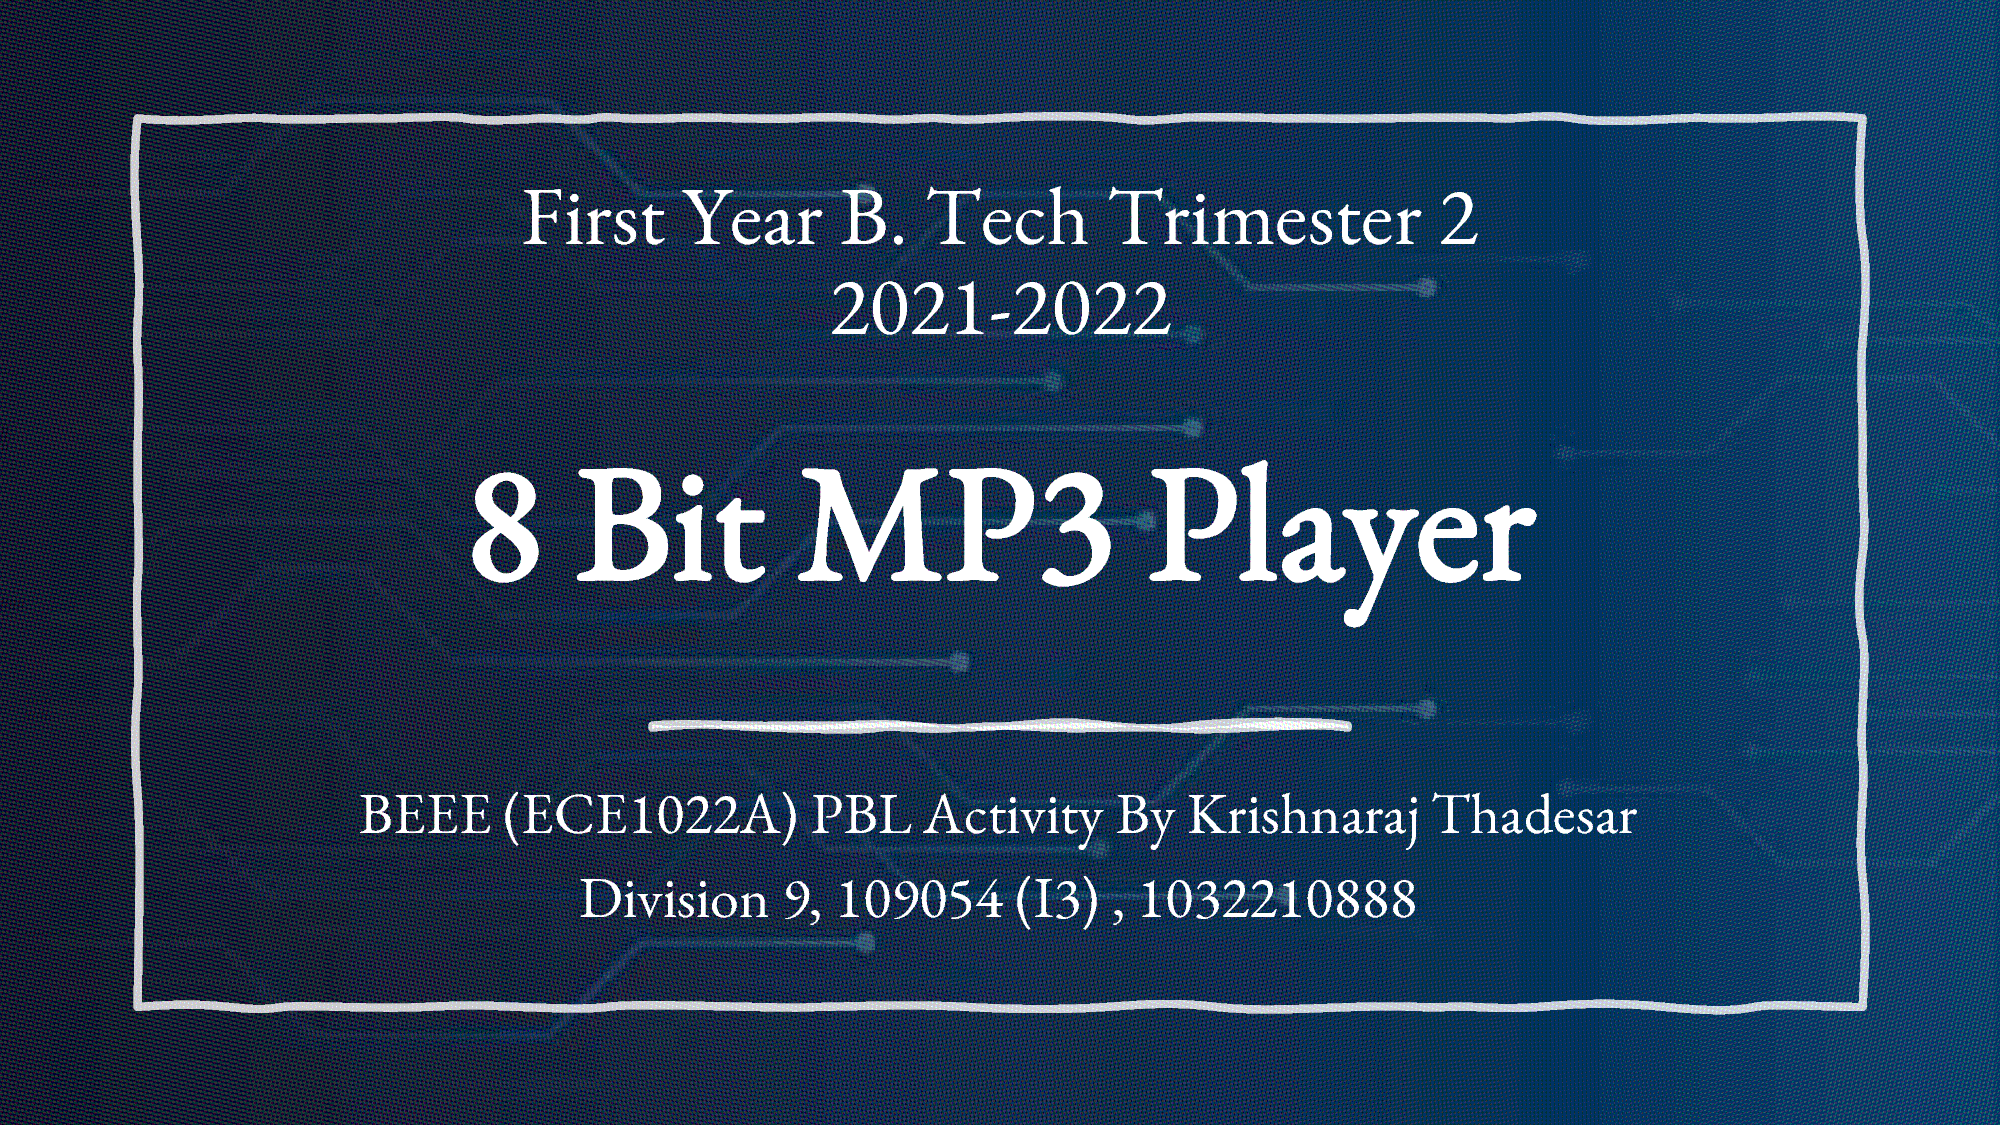 First Year B. Tech Trimester 2
2021-2022
8 Bit MP3 Player
BEEE (ECE1022A) PBL Activity By Krishnaraj Thadesar
Division 9, 109054 (I3) , 1032210888